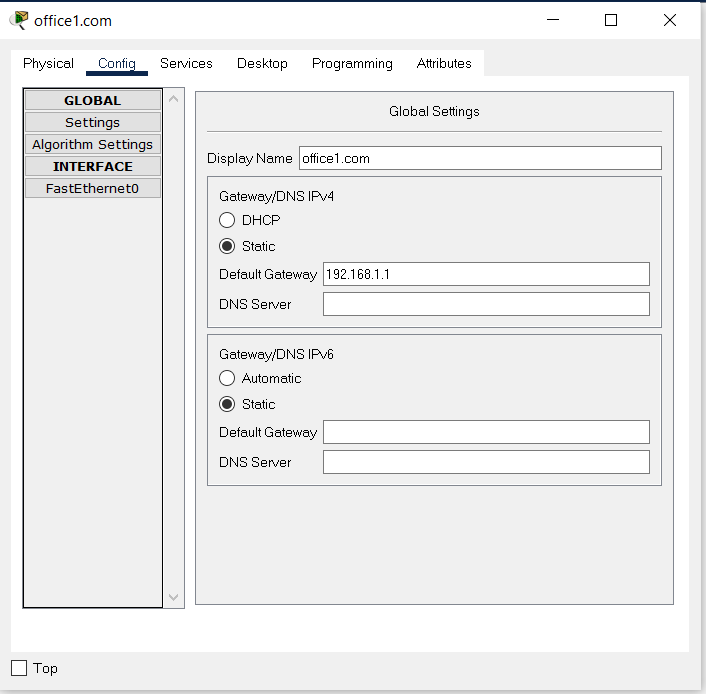 office1.com
Physical Config Services Desktop Programming Attributes
GLOBAL
Settings
Algorithm Settings
INTERFACE
FastEthernet0
Global Settings
Display Name office1.com
Gateway/DNS IPv4
DHCP
Static
Default Gateway 192.168.1.1
DNS Server
Gateway/DNS IPv6
Automatic
Static
Default Gateway
DNS Server
Top